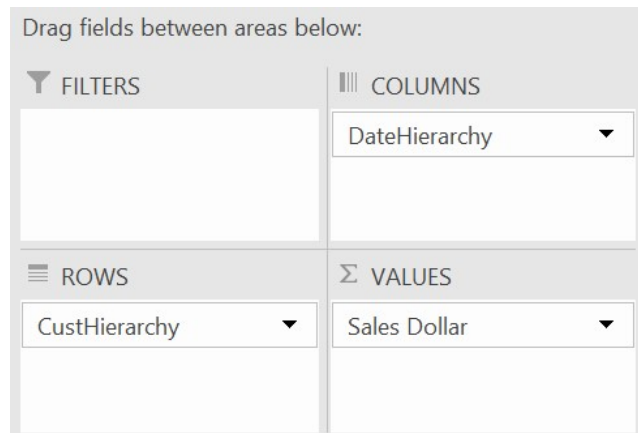 Drag fields between areas below:
FILTERS
COLUMNS
DateHierarchy
ROWS
Σ VALUES
CustHierarchy
Sales Dollar